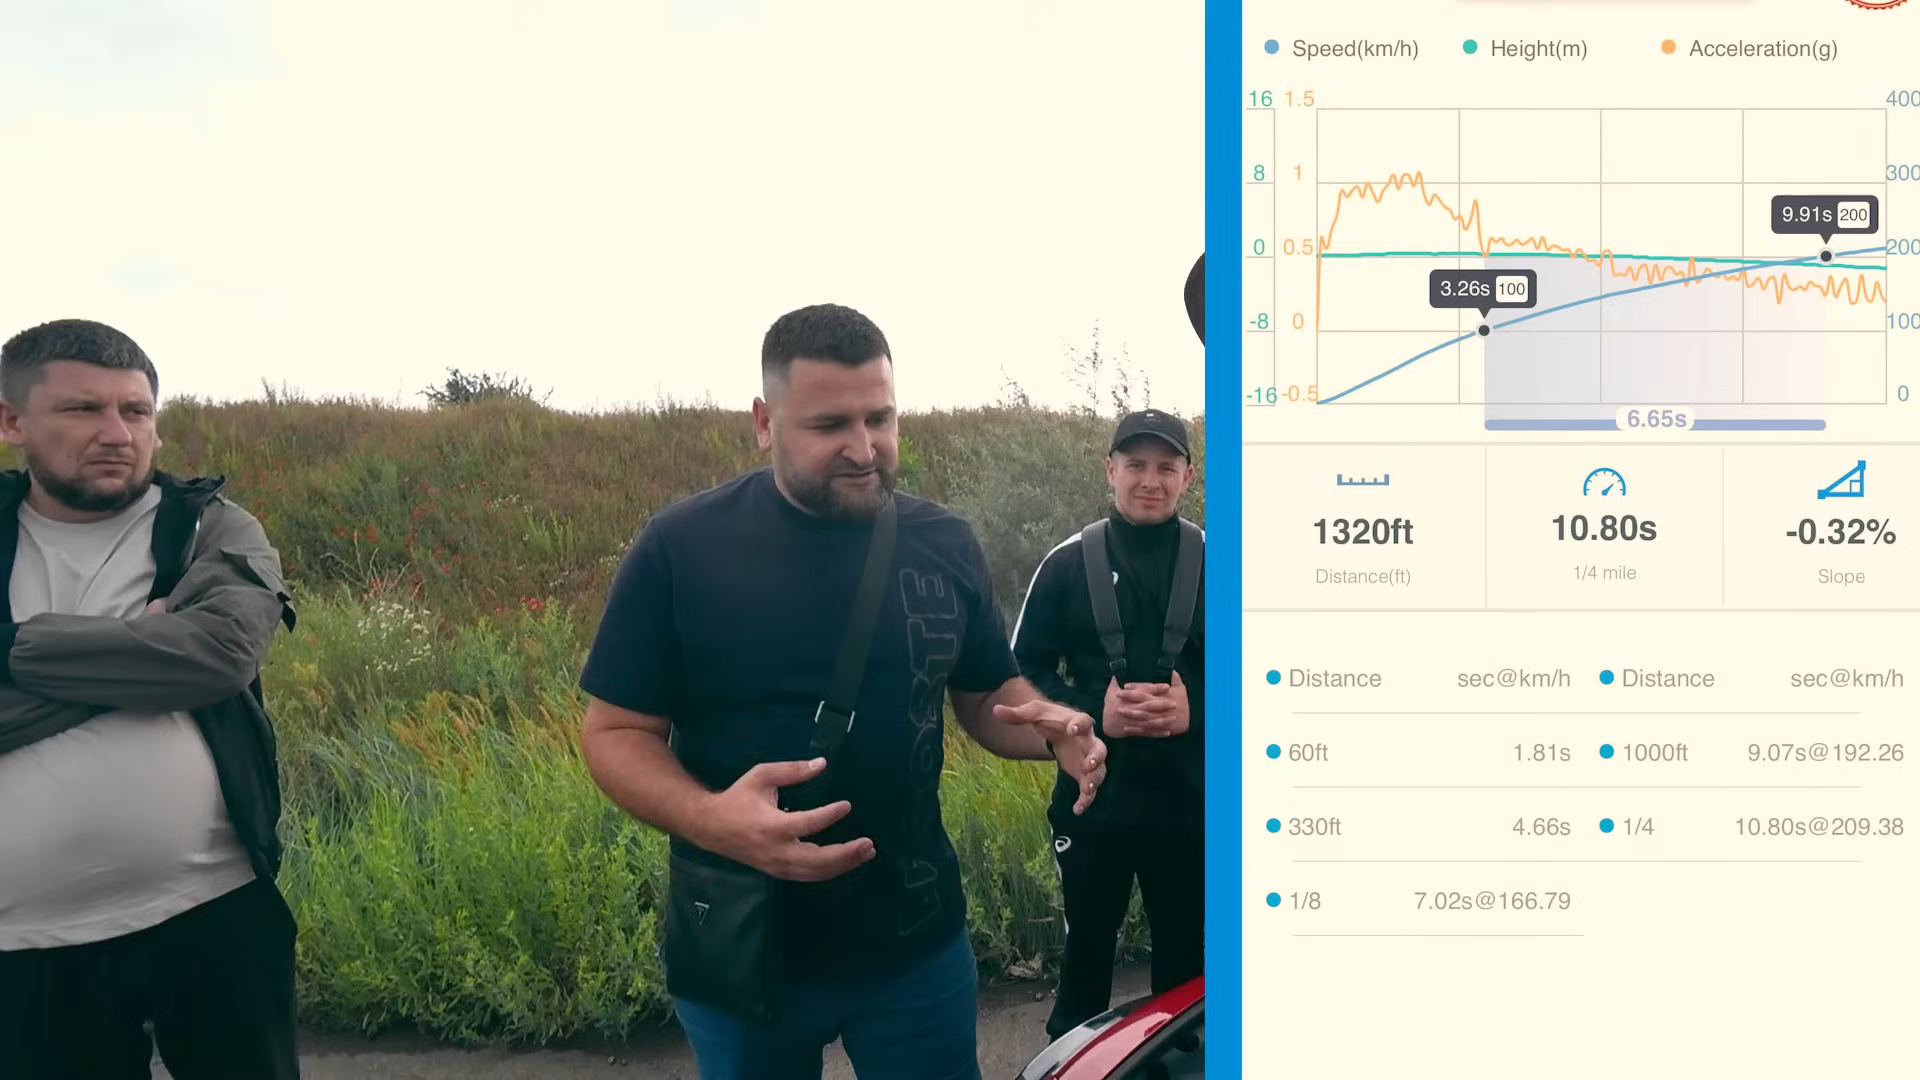 Speed(km/h) Height(m) Acceleration(g)
16 1.5 400
8 1 300
9.91s 200
0 0.5 200
3.26s 100
-8 0 100
-16 -0.5 0
6.65s
1320ft 10.80s -0.32%
Distance(ft) 1/4 mile Slope
Distance sec@km/h Distance sec@km/h
60ft 1.81s 1000ft 9.07s@192.26
330ft 4.66s 1/4 10.80s@209.38
1/8 7.02s@166.79